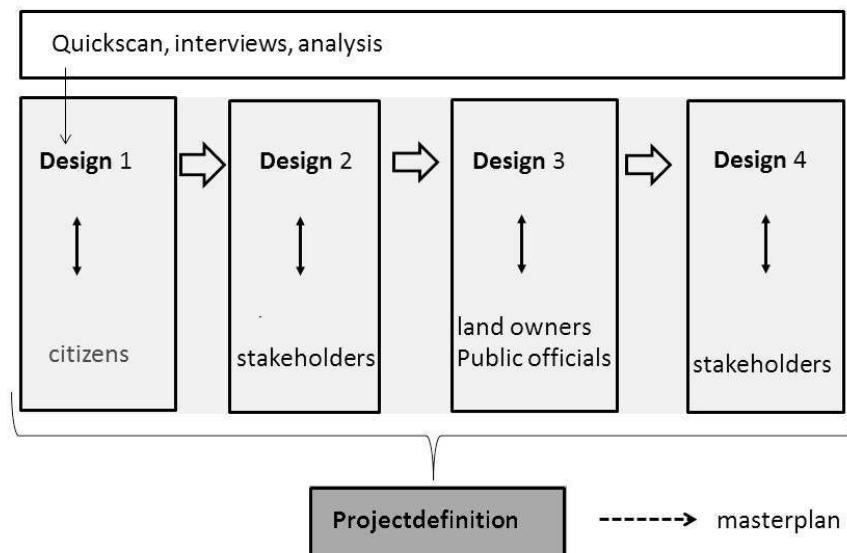 Quickscan, interviews, analysis
Design 1
Design 2
Design 3
Design 4
citizens
stakeholders
land owners
Public officials
stakeholders
Projectdefinition
masterplan